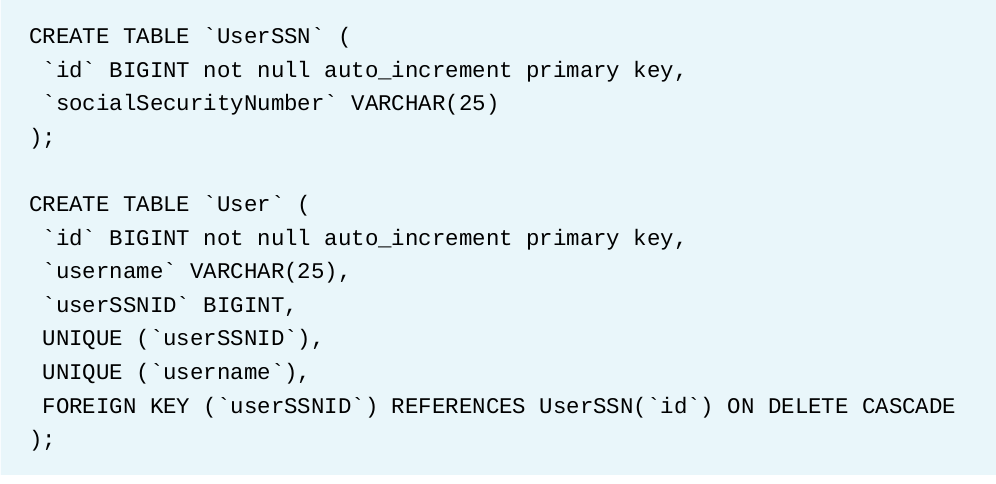 CREATE TABLE `UserSSN` (
 `id` BIGINT not null auto_increment primary key,
 `socialSecurityNumber` VARCHAR(25)
);

CREATE TABLE `User` (
 `id` BIGINT not null auto_increment primary key,
 `username` VARCHAR(25),
 `userSSNID` BIGINT,
 UNIQUE (`userSSNID`),
 UNIQUE (`username`),
 FOREIGN KEY (`userSSNID`) REFERENCES UserSSN(`id`) ON DELETE CASCADE
);